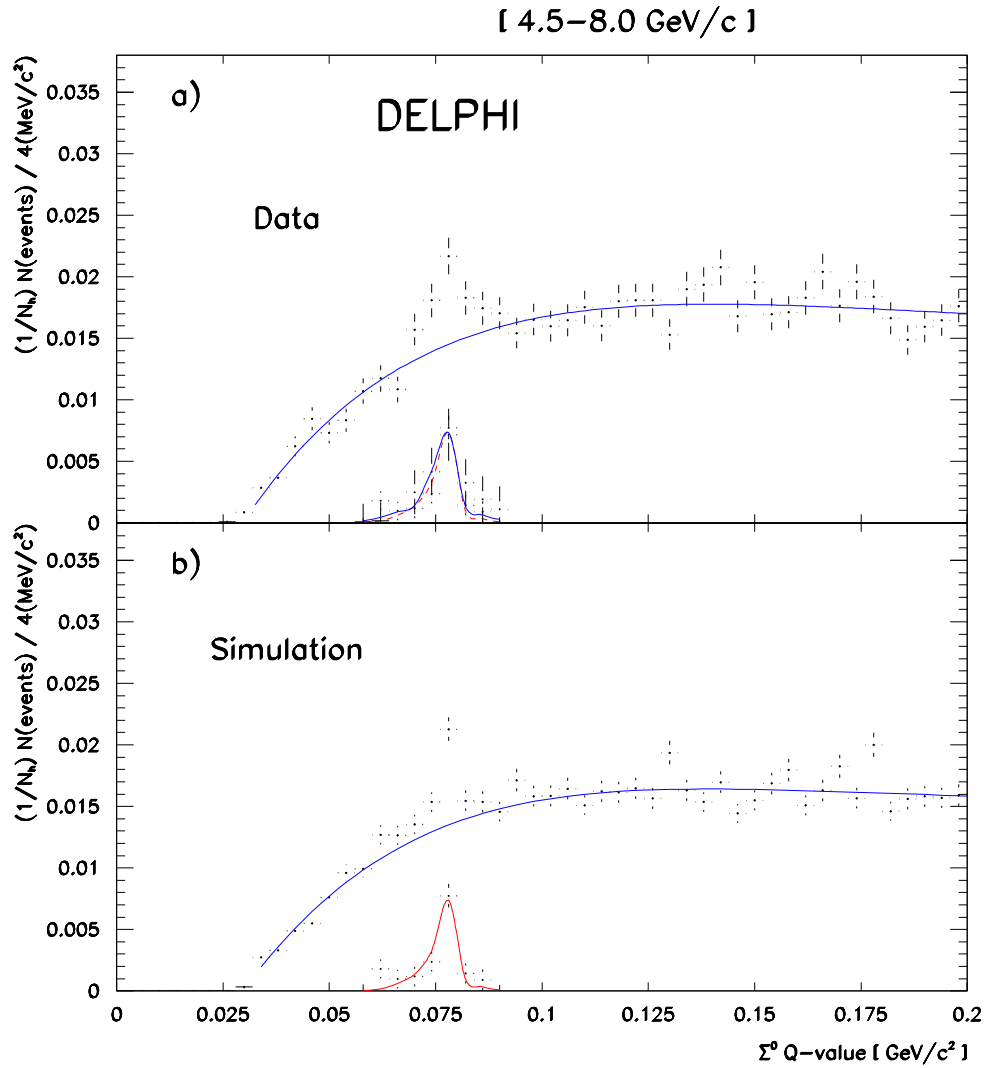 [ 4.5−8.0 GeV/c ]
(1/Nₕ) N(events) / 4(MeV/c²)
a)
DELPHI
Data
0.035
0.03
0.025
0.02
0.015
0.01
0.005
0
(1/Nₕ) N(events) / 4(MeV/c²)
b)
Simulation
0.035
0.03
0.025
0.02
0.015
0.01
0.005
0
0 0.025 0.05 0.075 0.1 0.125 0.15 0.175 0.2
Σ⁰ Q−value [ GeV/c² ]